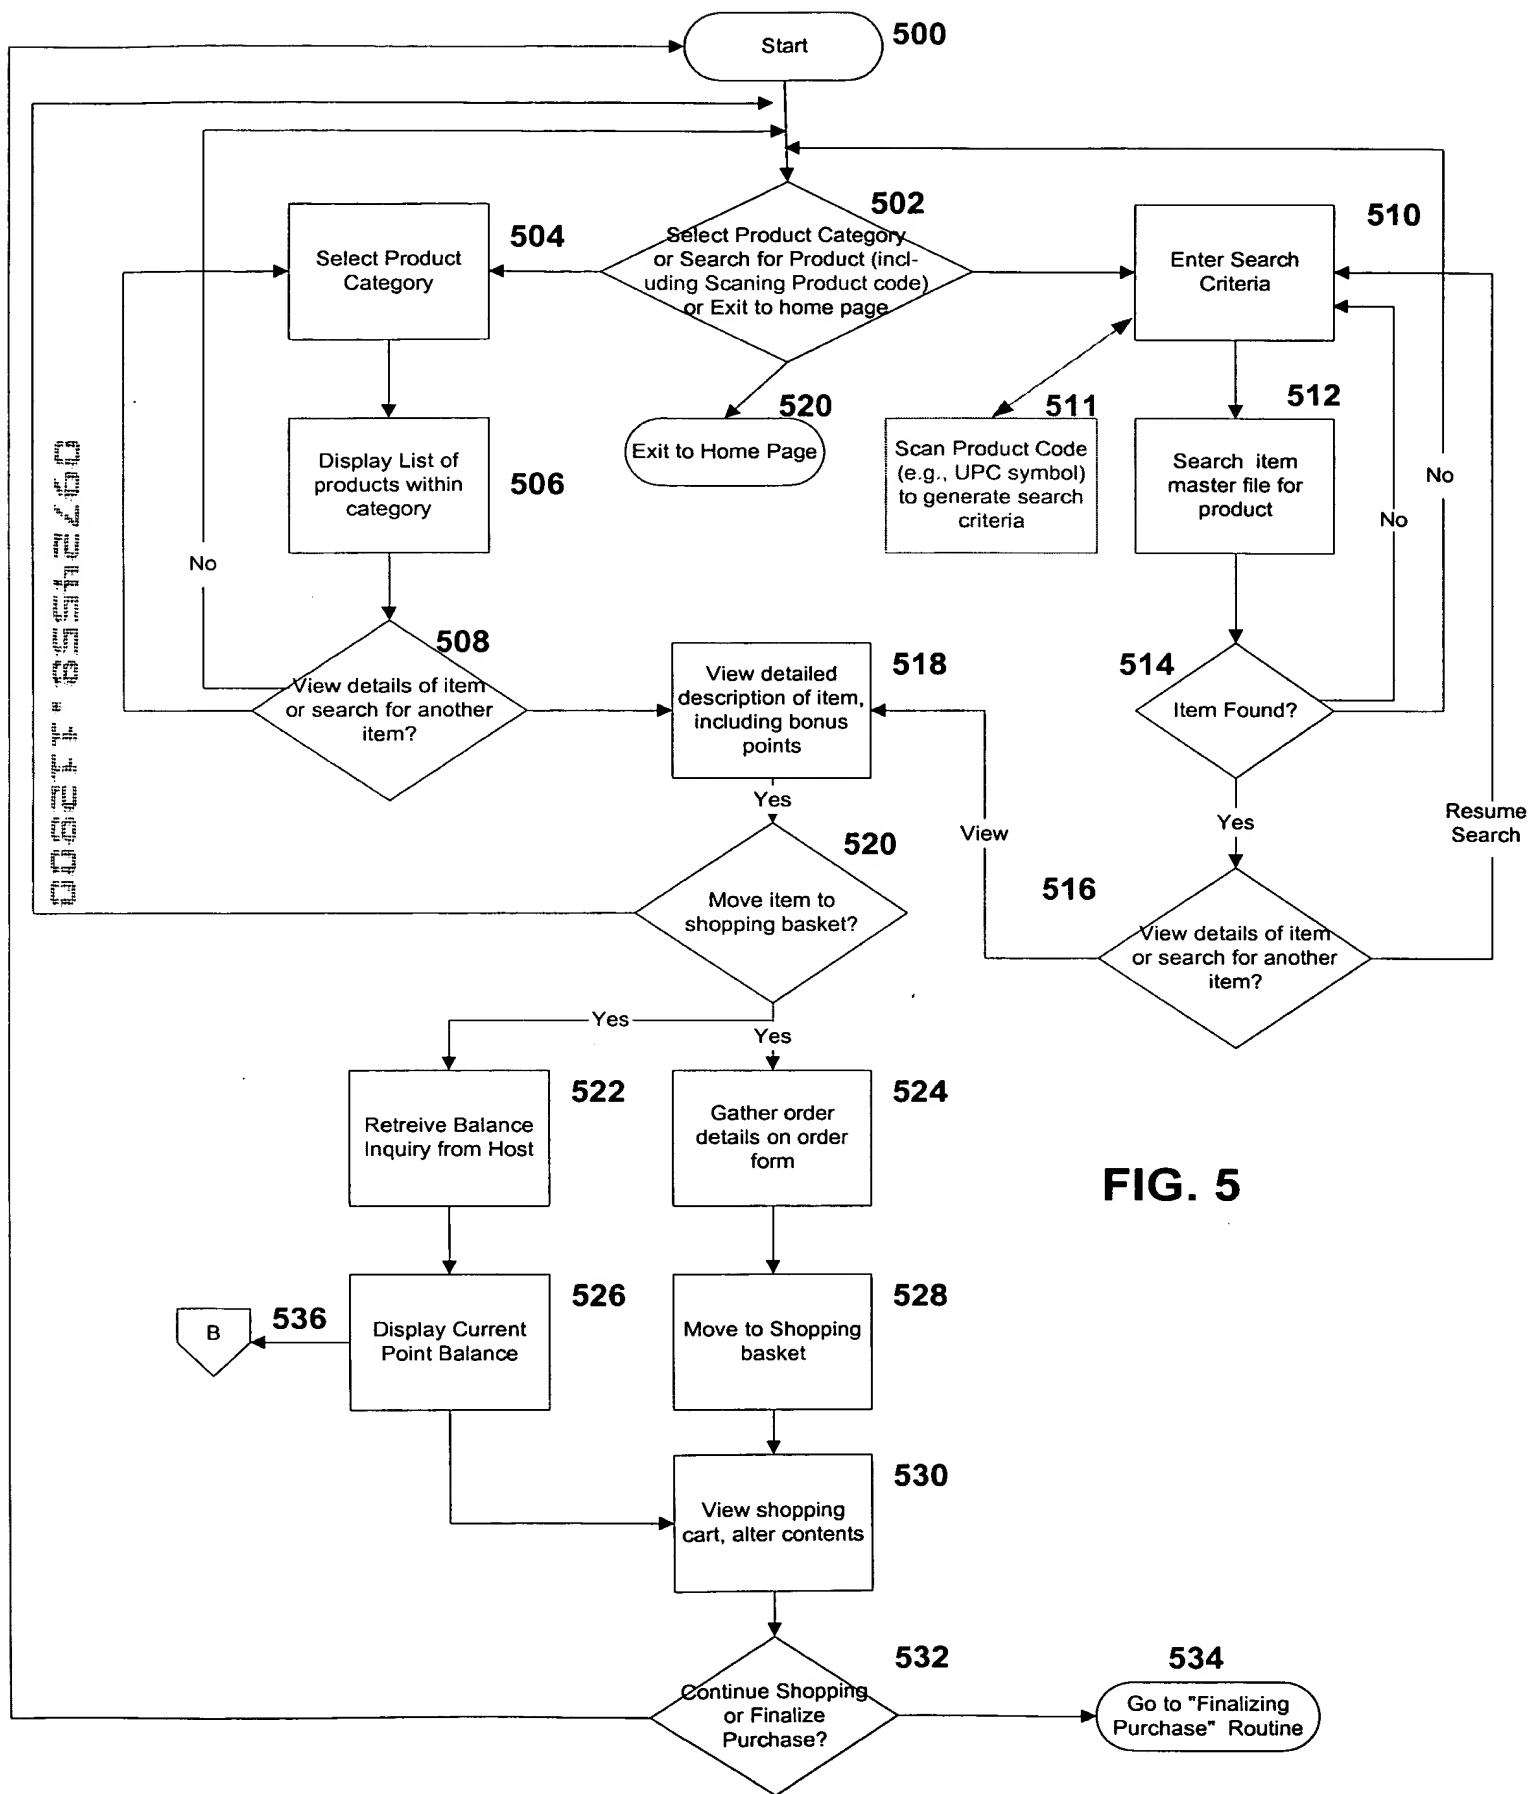 Start
500
502
Select Product Category
or Search for Product (incl-
uding Scaning Product code)
or Exit to home page
504
Select Product
Category
510
Enter Search
Criteria
520
Exit to Home Page
511
Scan Product Code
(e.g., UPC symbol)
to generate search
criteria
512
Search item
master file for
product
506
Display List of
products within
category
No
No
No
09724558.112800
508
View details of item
or search for another
item?
518
View detailed
description of item,
including bonus
points
514
Item Found?
Yes
Yes
View
Resume
Search
520
Move item to
shopping basket?
516
View details of item
or search for another
item?
Yes
Yes
522
Retreive Balance
Inquiry from Host
524
Gather order
details on order
form
FIG. 5
526
Display Current
Point Balance
536
B
528
Move to Shopping
basket
530
View shopping
cart, alter contents
532
Continue Shopping
or Finalize
Purchase?
534
Go to "Finalizing
Purchase" Routine